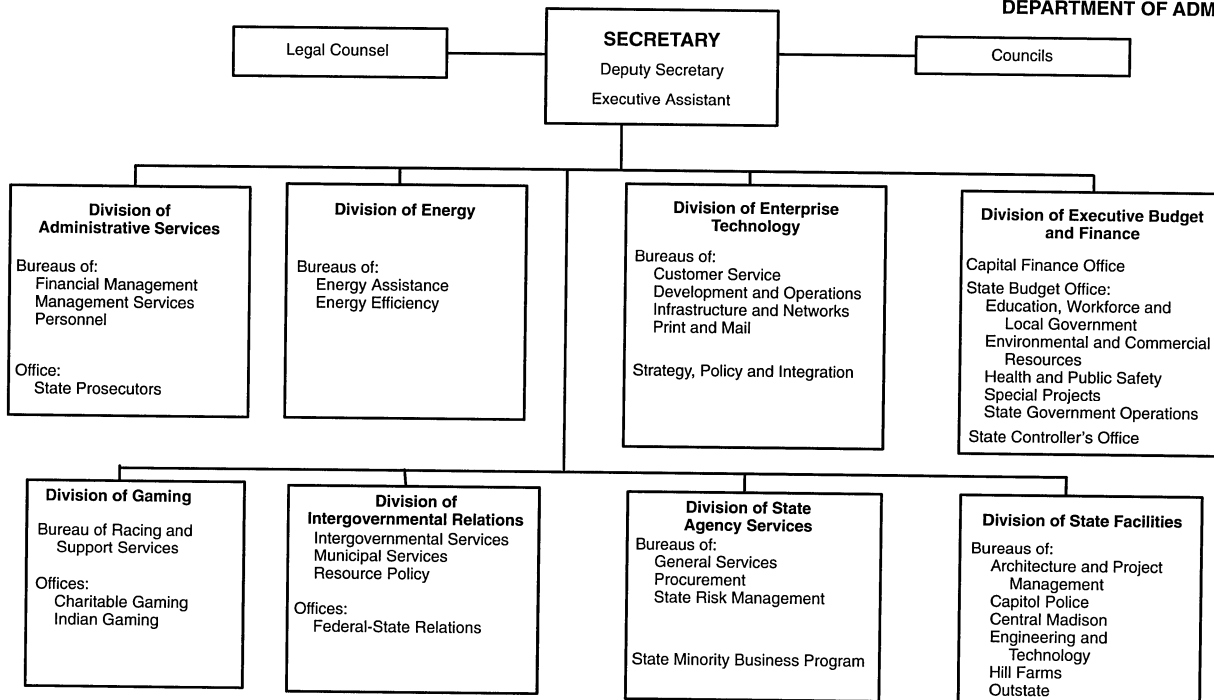 DEPARTMENT OF ADM
Legal Counsel
SECRETARY
Deputy Secretary
Executive Assistant
Councils
Division of
Administrative Services
Bureaus of:
Financial Management
Management Services
Personnel
Office:
State Prosecutors
Division of Energy
Bureaus of:
Energy Assistance
Energy Efficiency
Division of Enterprise
Technology
Bureaus of:
Customer Service
Development and Operations
Infrastructure and Networks
Print and Mail
Strategy, Policy and Integration
Division of Executive Budget
and Finance
Capital Finance Office
State Budget Office:
Education, Workforce and
Local Government
Environmental and Commercial
Resources
Health and Public Safety
Special Projects
State Government Operations
State Controller's Office
Division of Gaming
Bureau of Racing and
Support Services
Offices:
Charitable Gaming
Indian Gaming
Division of
Intergovernmental Relations
Intergovernmental Services
Municipal Services
Resource Policy
Offices:
Federal-State Relations
Division of State
Agency Services
Bureaus of:
General Services
Procurement
State Risk Management
State Minority Business Program
Division of State Facilities
Bureaus of:
Architecture and Project
Management
Capitol Police
Central Madison
Engineering and
Technology
Hill Farms
Outstate